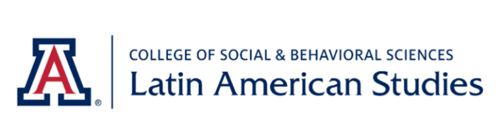 A®
COLLEGE OF SOCIAL & BEHAVIORAL SCIENCES
Latin American Studies